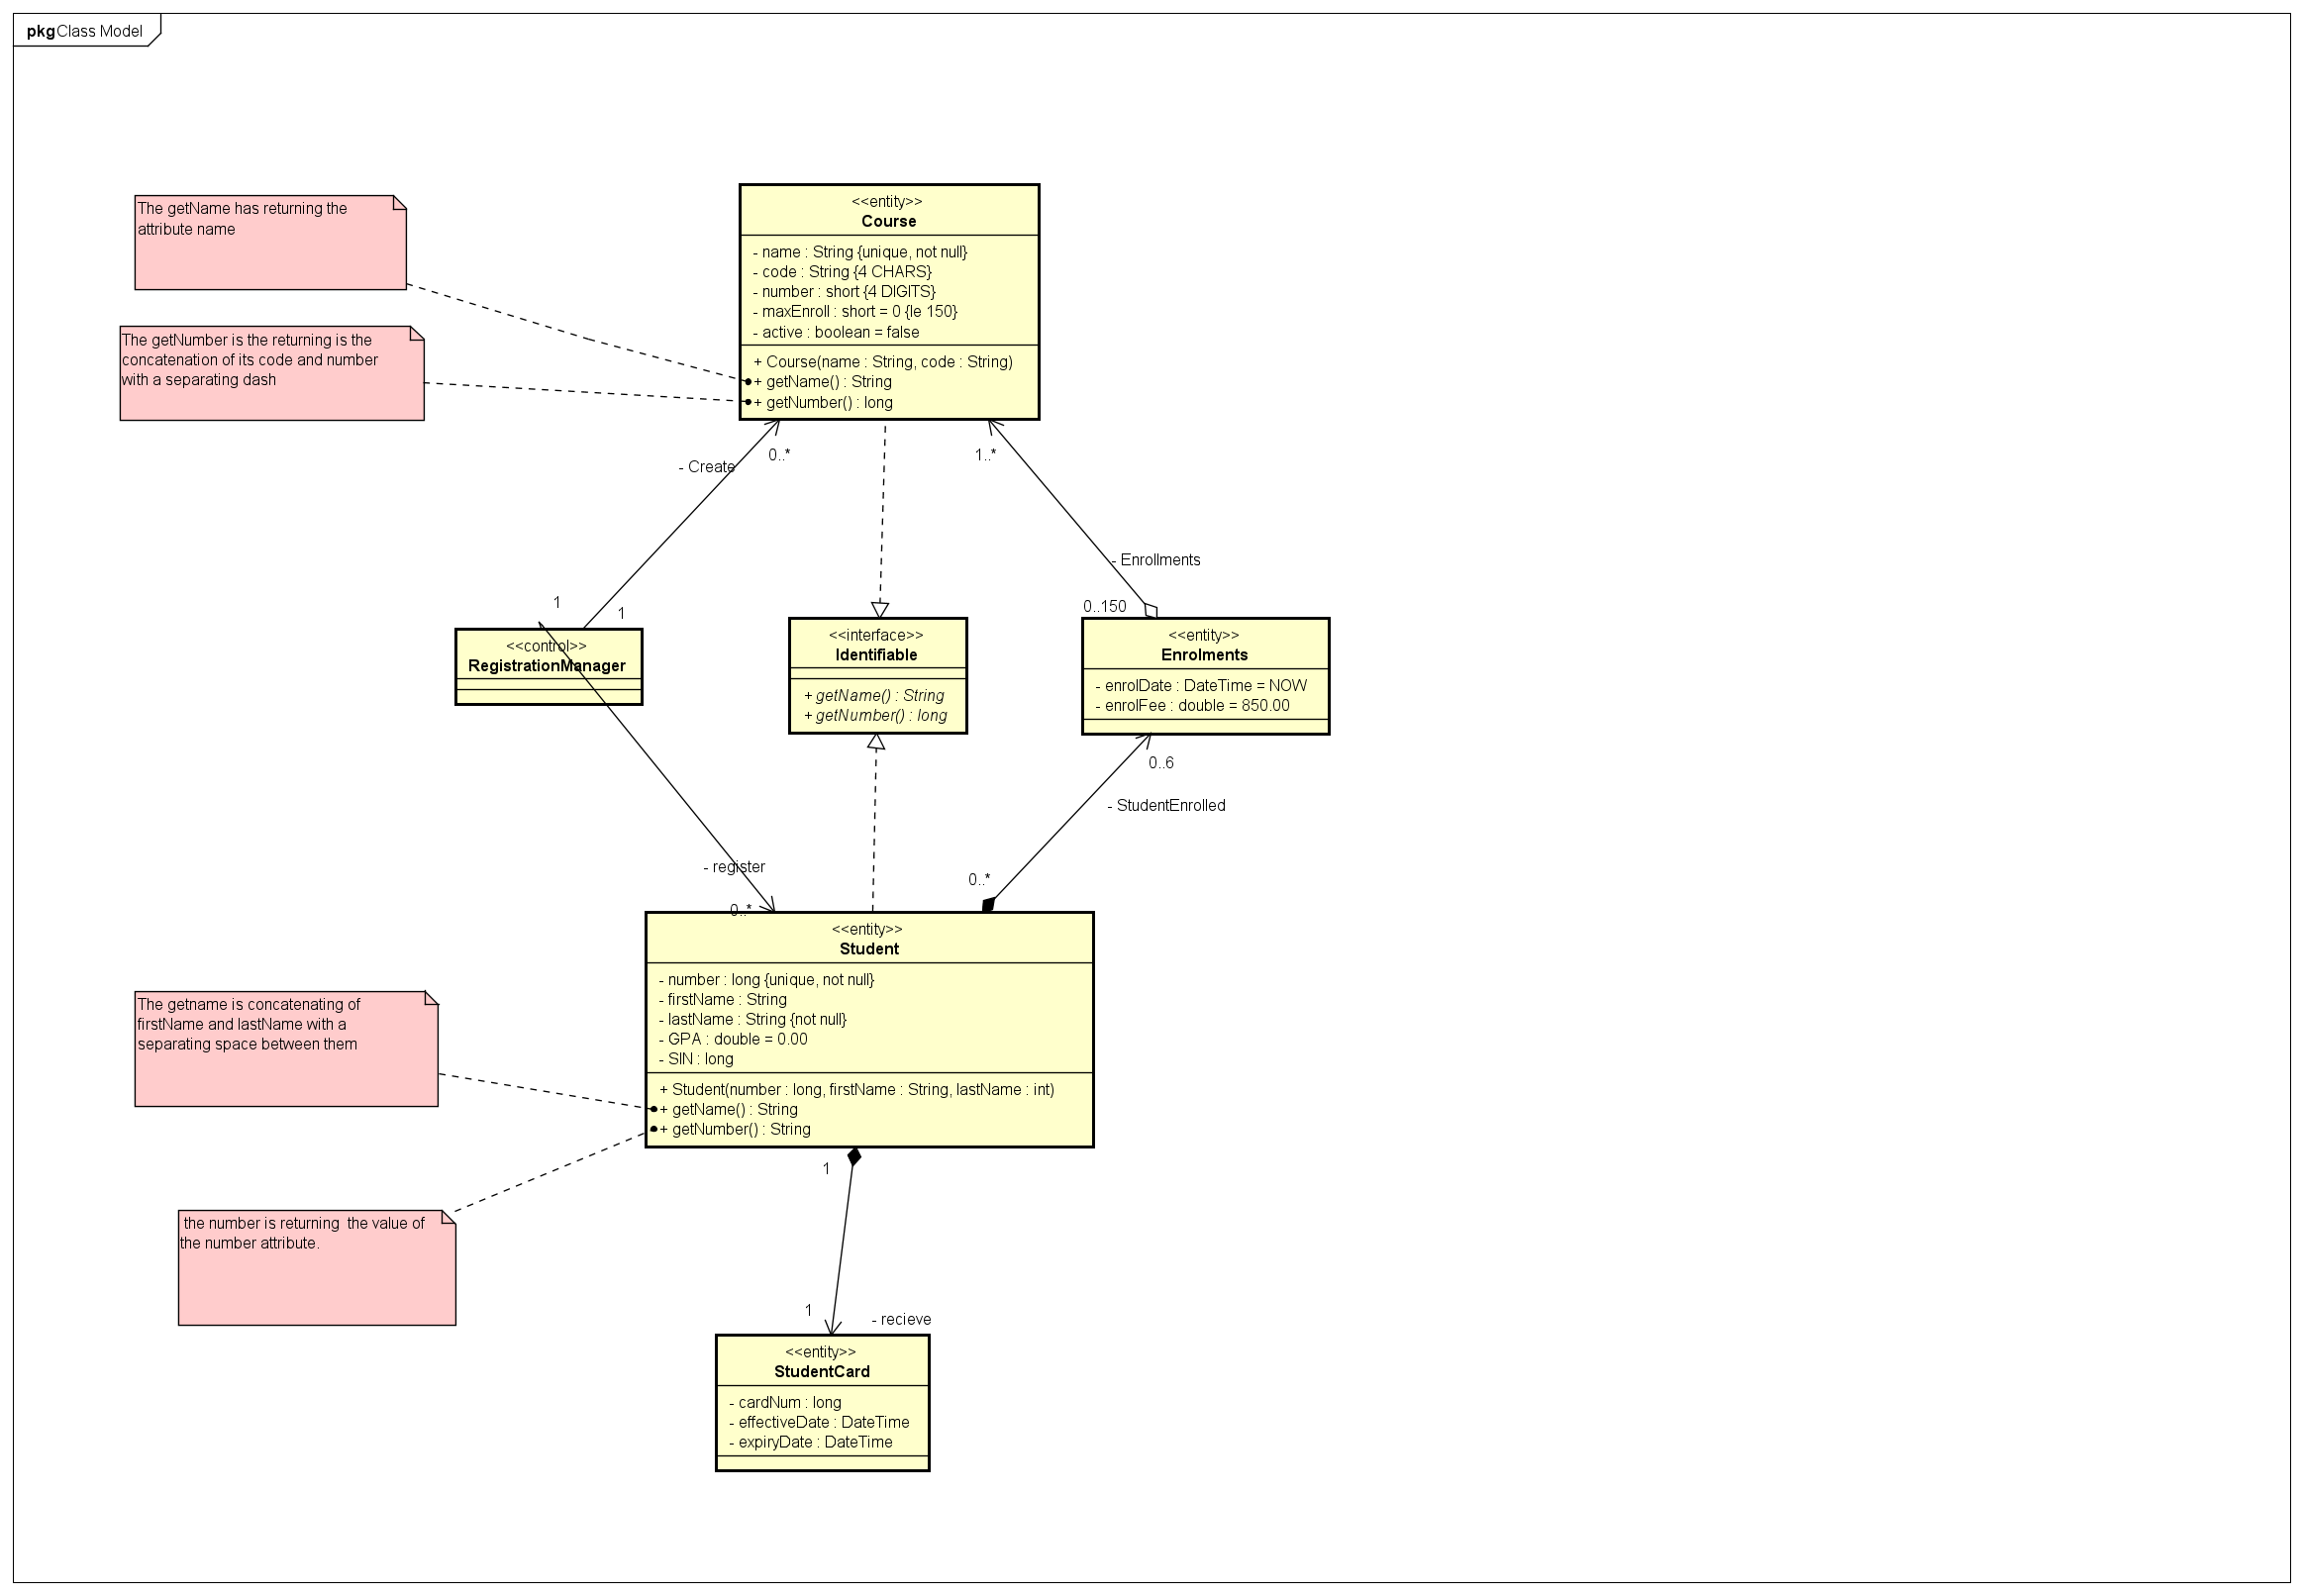 pkg Class Model
The getName has returning the
attribute name
The getNumber is the returning is the
concatenation of its code and number
with a separating dash
<<entity>>
Course
- name : String {unique, not null}
- code : String {4 CHARS}
- number : short {4 DIGITS}
- maxEnroll : short = 0 {le 150}
- active : boolean = false
+ Course(name : String, code : String)
+ getName() : String
+ getNumber() : long
0..*
1..*
- Create
- Enrollments
1
1
0..150
<<control>>
RegistrationManager
<<interface>>
Identifiable
+ getName() : String
+ getNumber() : long
<<entity>>
Enrolments
- enrolDate : DateTime = NOW
- enrolFee : double = 850.00
0..6
- StudentEnrolled
- register
0..*
0..*
<<entity>>
Student
- number : long {unique, not null}
- firstName : String
- lastName : String {not null}
- GPA : double = 0.00
- SIN : long
+ Student(number : long, firstName : String, lastName : int)
+ getName() : String
+ getNumber() : String
The getname is concatenating of
firstName and lastName with a
separating space between them
the number is returning  the value of
the number attribute.
1
1
- recieve
<<entity>>
StudentCard
- cardNum : long
- effectiveDate : DateTime
- expiryDate : DateTime